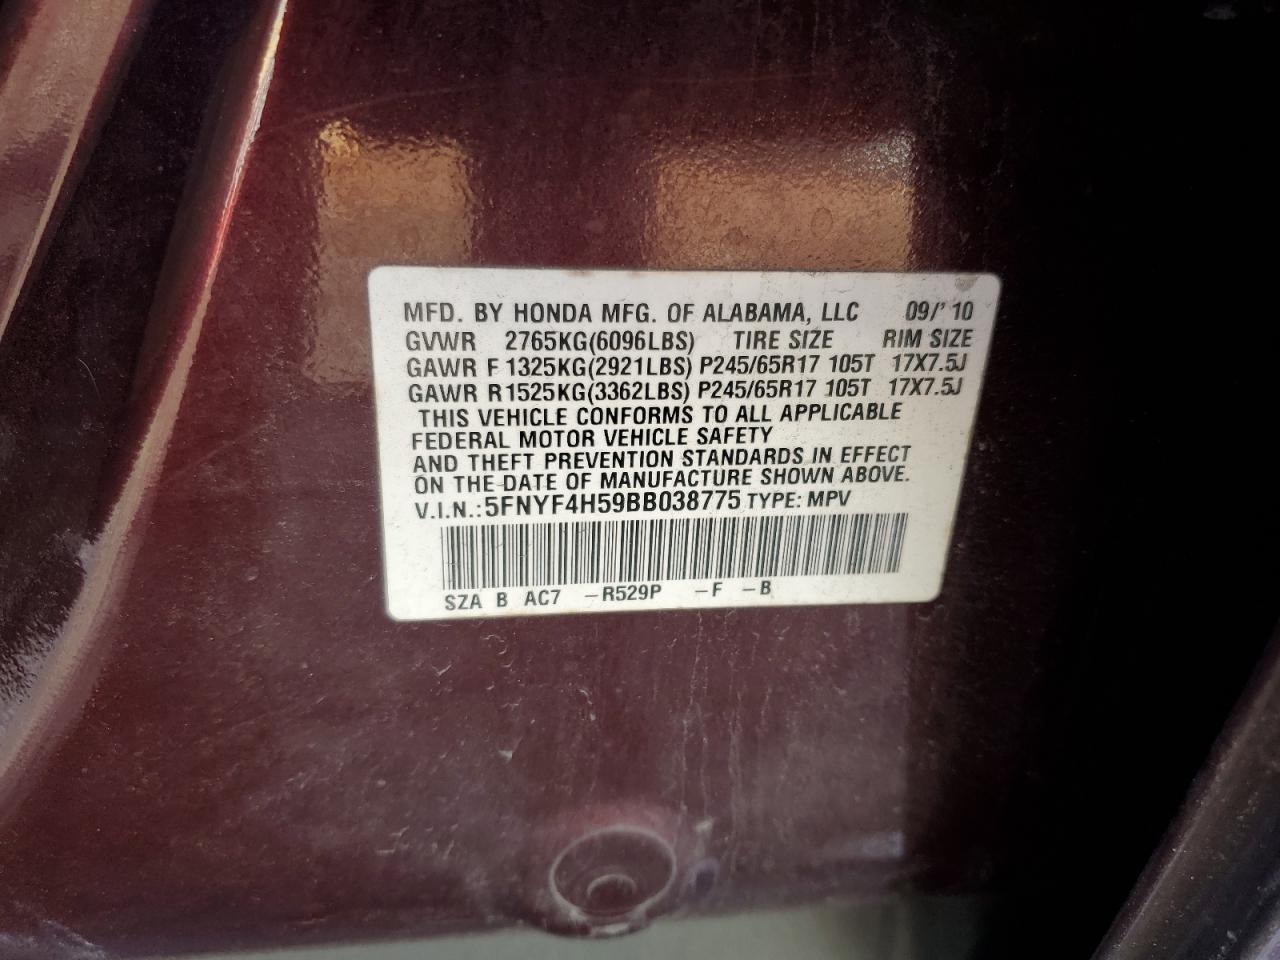 MFD. BY HONDA MFG. OF ALABAMA, LLC 09/'10
GVWR 2765KG(6096LBS) TIRE SIZE RIM SIZE
GAWR F 1325KG(2921LBS) P245/65R17 105T 17X7.5J
GAWR R 1525KG(3362LBS) P245/65R17 105T 17X7.5J
THIS VEHICLE CONFORMS TO ALL APPLICABLE
FEDERAL MOTOR VEHICLE SAFETY
AND THEFT PREVENTION STANDARDS IN EFFECT
ON THE DATE OF MANUFACTURE SHOWN ABOVE.
V.I.N.:5FNYF4H59BB038775 TYPE: MPV
SZA B AC7 -R529P -F -B